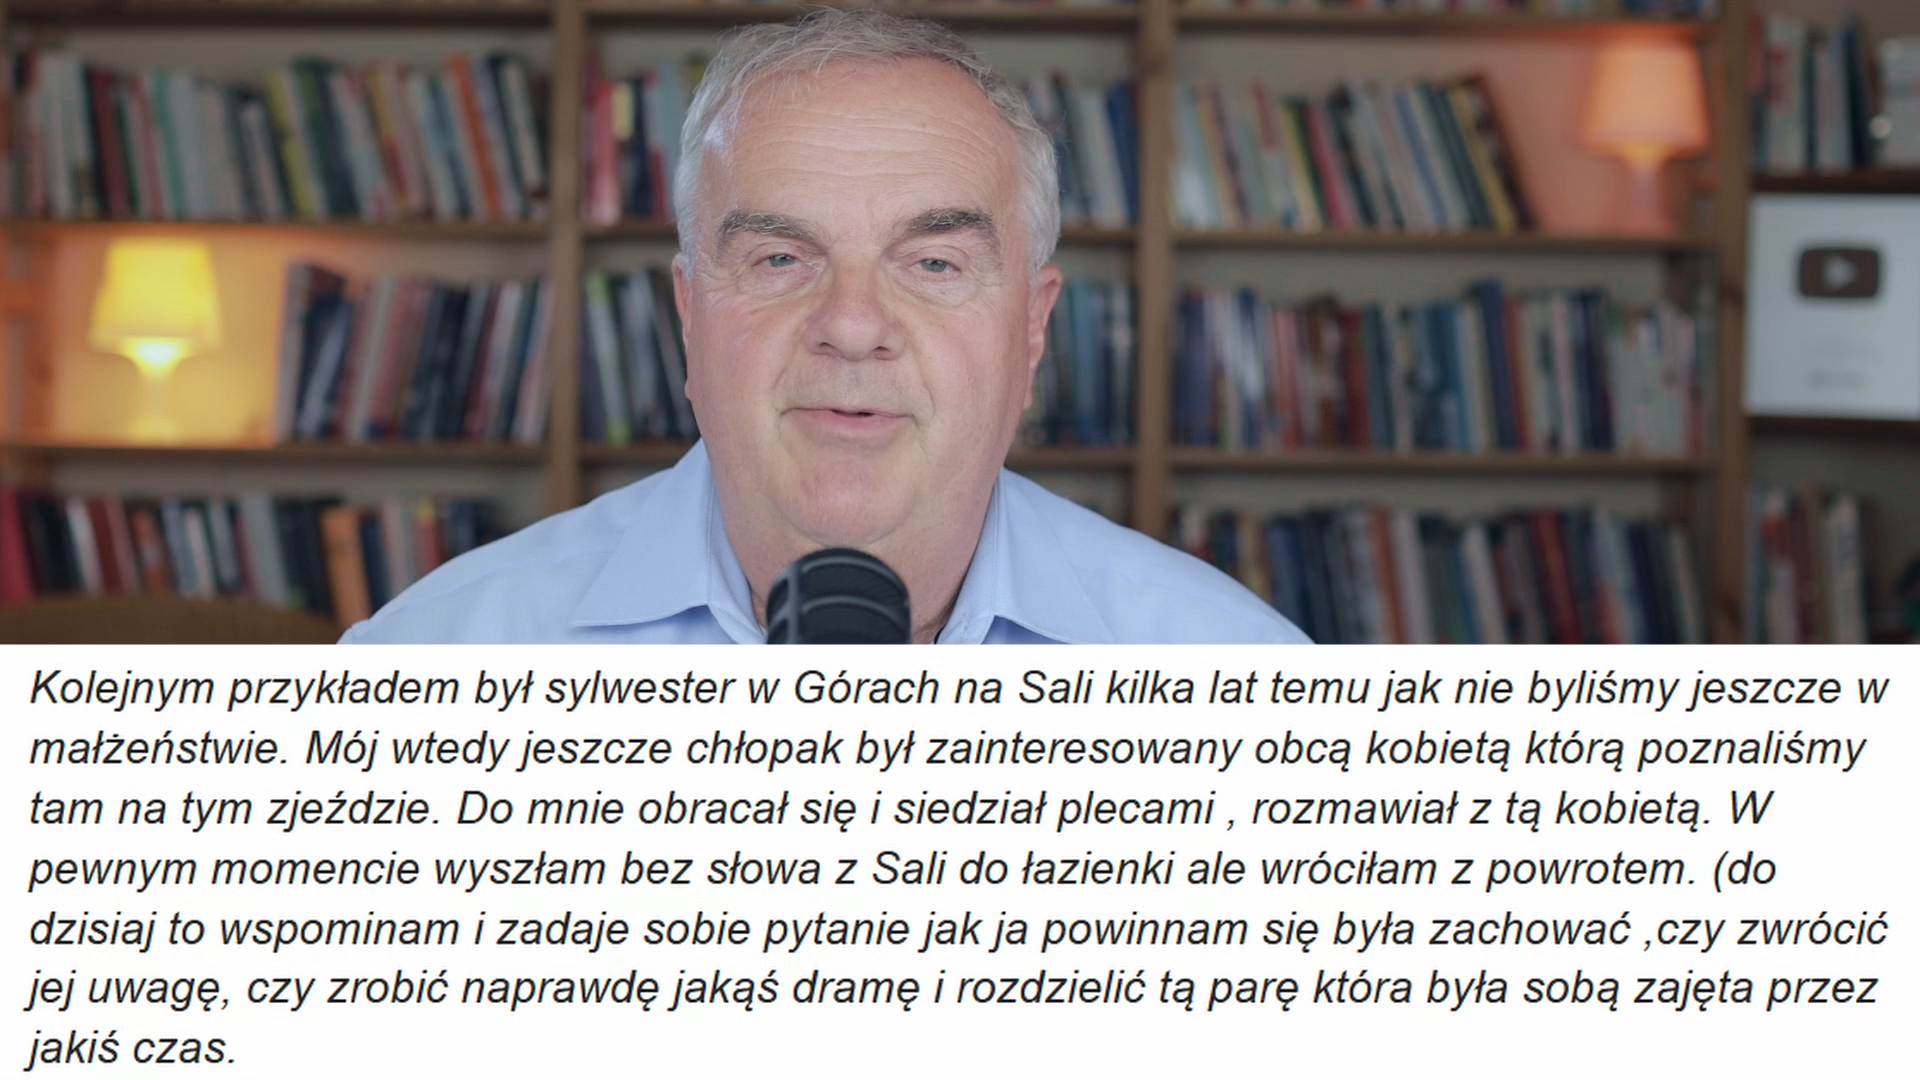 Kolejnym przykładem był sylwester w Górach na Sali kilka lat temu jak nie byliśmy jeszcze w
małżeństwie. Mój wtedy jeszcze chłopak był zainteresowany obcą kobietą którą poznaliśmy
tam na tym zjeździe. Do mnie obracał się i siedział plecami , rozmawiał z tą kobietą. W
pewnym momencie wyszłam bez słowa z Sali do łazienki ale wróciłam z powrotem. (do
dzisiaj to wspominam i zadaje sobie pytanie jak ja powinnam się była zachować ,czy zwrócić
jej uwagę, czy zrobić naprawdę jakąś dramę i rozdzielić tą parę która była sobą zajęta przez
jakiś czas.